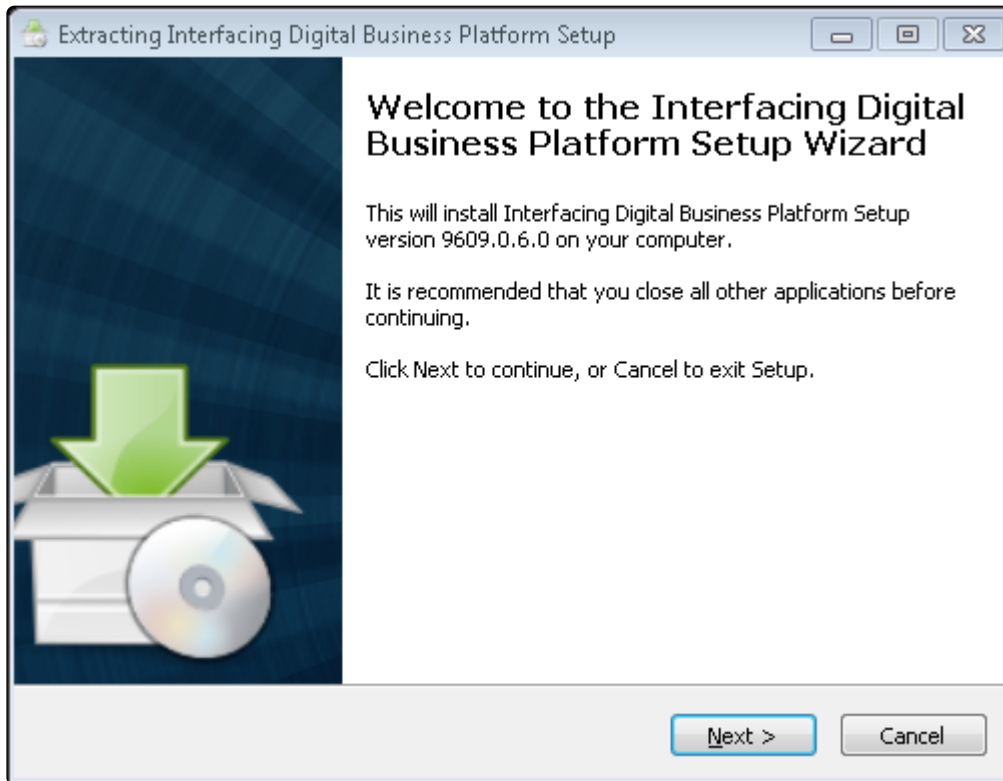 Extracting Interfacing Digital Business Platform Setup
Welcome to the Interfacing Digital
Business Platform Setup Wizard
This will install Interfacing Digital Business Platform Setup
version 9609.0.6.0 on your computer.
It is recommended that you close all other applications before
continuing.
Click Next to continue, or Cancel to exit Setup.
Next >
Cancel